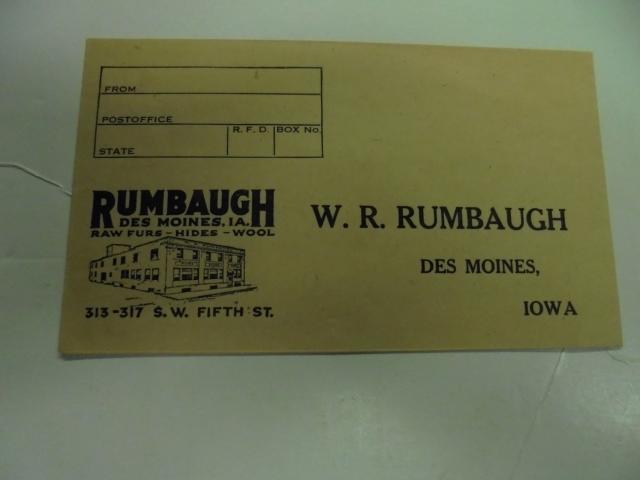 FROM
POSTOFFICE
STATE
R. F. D.
BOX No.
RUMBAUGH
DES MOINES, IA.
RAW FURS - HIDES - WOOL
313-317 S.W. FIFTH ST.
W. R. RUMBAUGH
DES MOINES,
IOWA